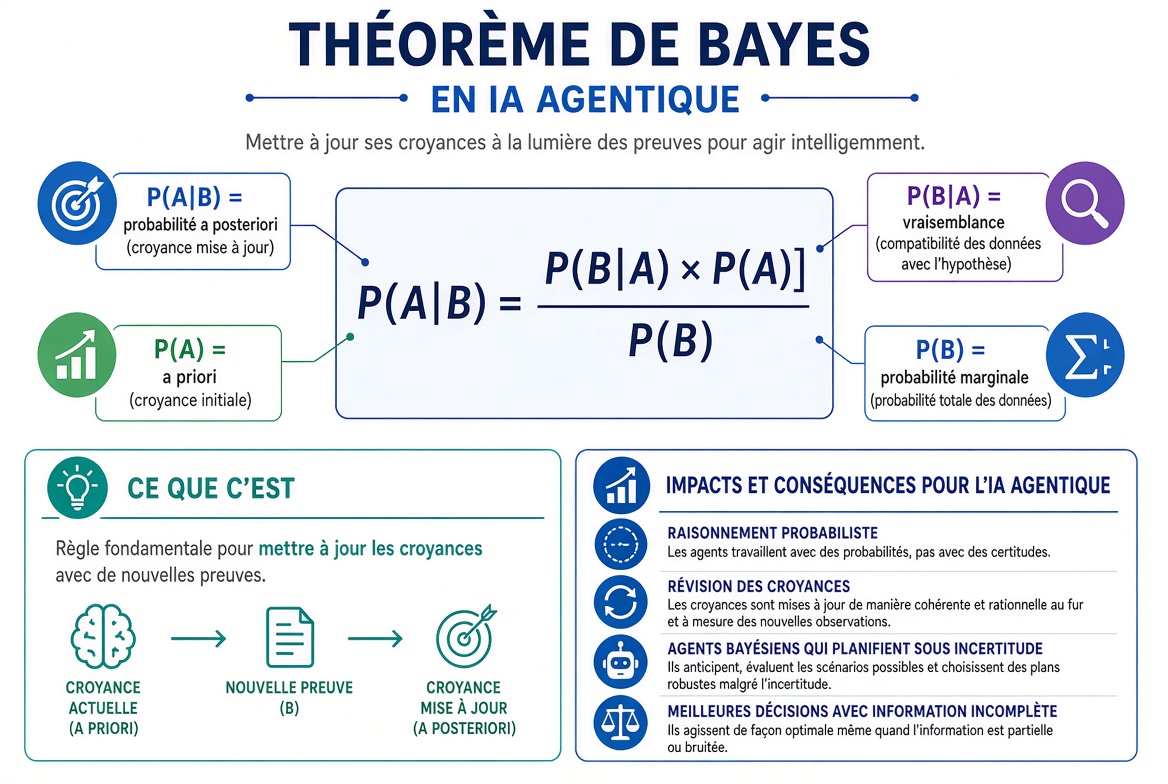 THÉORÈME DE BAYES
EN IA AGENTIQUE
Mettre à jour ses croyances à la lumière des preuves pour agir intelligemment.
P(A|B) =
probabilité a posteriori
(croyance mise à jour)
P(A) =
a priori
(croyance initiale)
P(A|B) = P(B|A) × P(A)]
P(B)
P(B|A) =
vraisemblance
(compatibilité des données
avec l'hypothèse)
P(B) =
probabilité marginale
(probabilité totale des données)
Σ
CE QUE C'EST
Règle fondamentale pour mettre à jour les croyances
avec de nouvelles preuves.
CROYANCE
ACTUELLE
(A PRIORI)
NOUVELLE PREUVE
(B)
CROYANCE
MISE À JOUR
(A POSTERIORI)
IMPACTS ET CONSÉQUENCES POUR L'IA AGENTIQUE
RAISONNEMENT PROBABILISTE
Les agents travaillent avec des probabilités, pas avec des certitudes.
RÉVISION DES CROYANCES
Les croyances sont mises à jour de manière cohérente et rationnelle au fur
et à mesure des nouvelles observations.
AGENTS BAYÉSIENS QUI PLANIFIENT SOUS INCERTITUDE
Ils anticipent, évaluent les scénarios possibles et choisissent des plans
robustes malgré l'incertitude.
MEILLEURES DÉCISIONS AVEC INFORMATION INCOMPLÈTE
Ils agissent de façon optimale même quand l'information est partielle
ou bruitée.